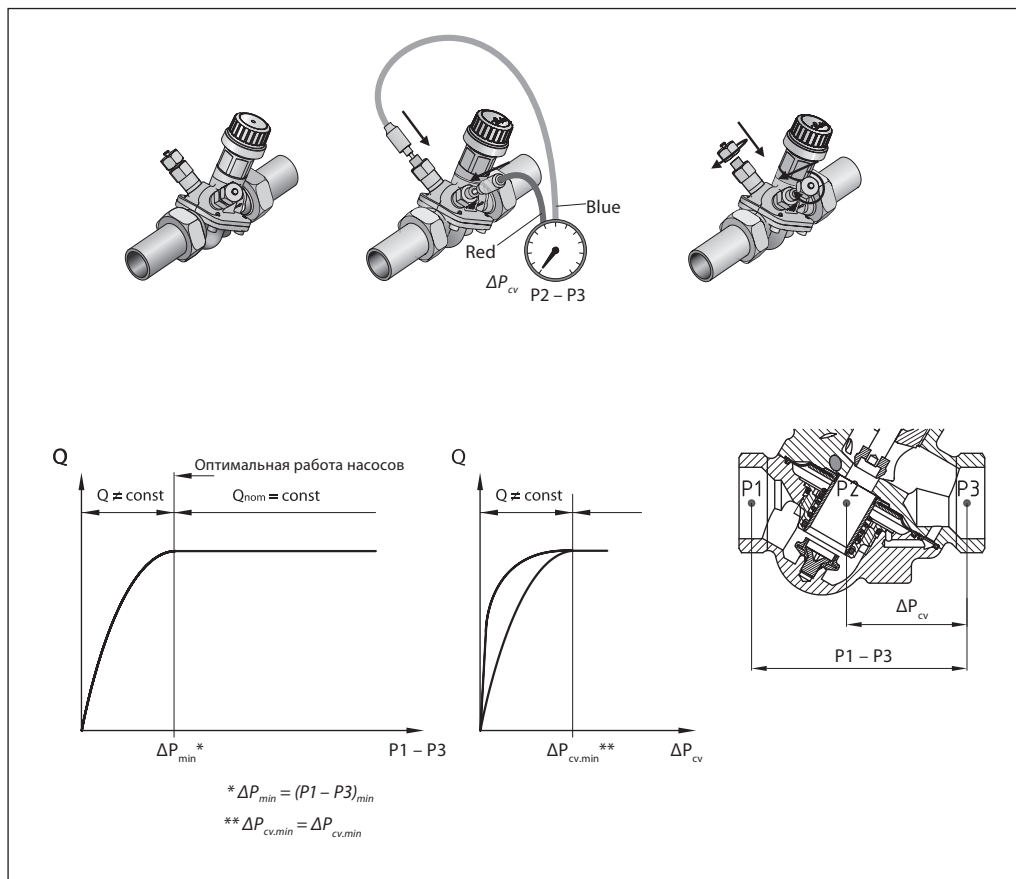 Blue
Red
ΔPcv
P2 – P3
Q
Оптимальная работа насосов
Q ≠ const
Qnom = const
ΔPmin*
P1 – P3
Q
Q ≠ const
ΔPcv.min**
ΔPcv
P1
P2
P3
ΔPcv
P1 – P3
* ΔPmin = (P1 – P3)min
** ΔPcv.min = ΔPcv.min